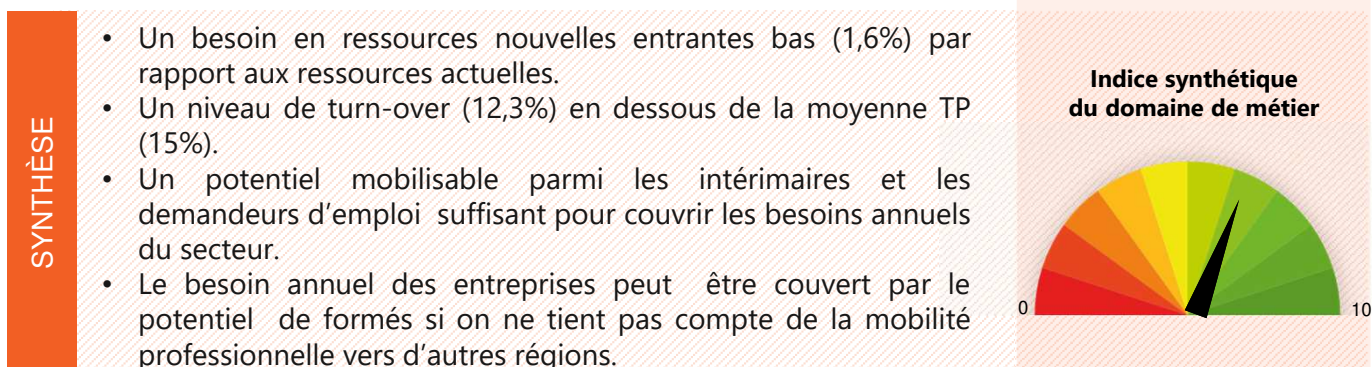 SYNTHÈSE
• Un besoin en ressources nouvelles entrantes bas (1,6%) par
rapport aux ressources actuelles.
• Un niveau de turn-over (12,3%) en dessous de la moyenne TP
(15%).
• Un potentiel mobilisable parmi les intérimaires et les
demandeurs d’emploi suffisant pour couvrir les besoins annuels
du secteur.
• Le besoin annuel des entreprises peut être couvert par le
potentiel de formés si on ne tient pas compte de la mobilité
professionnelle vers d’autres régions.
Indice synthétique
du domaine de métier
0
10